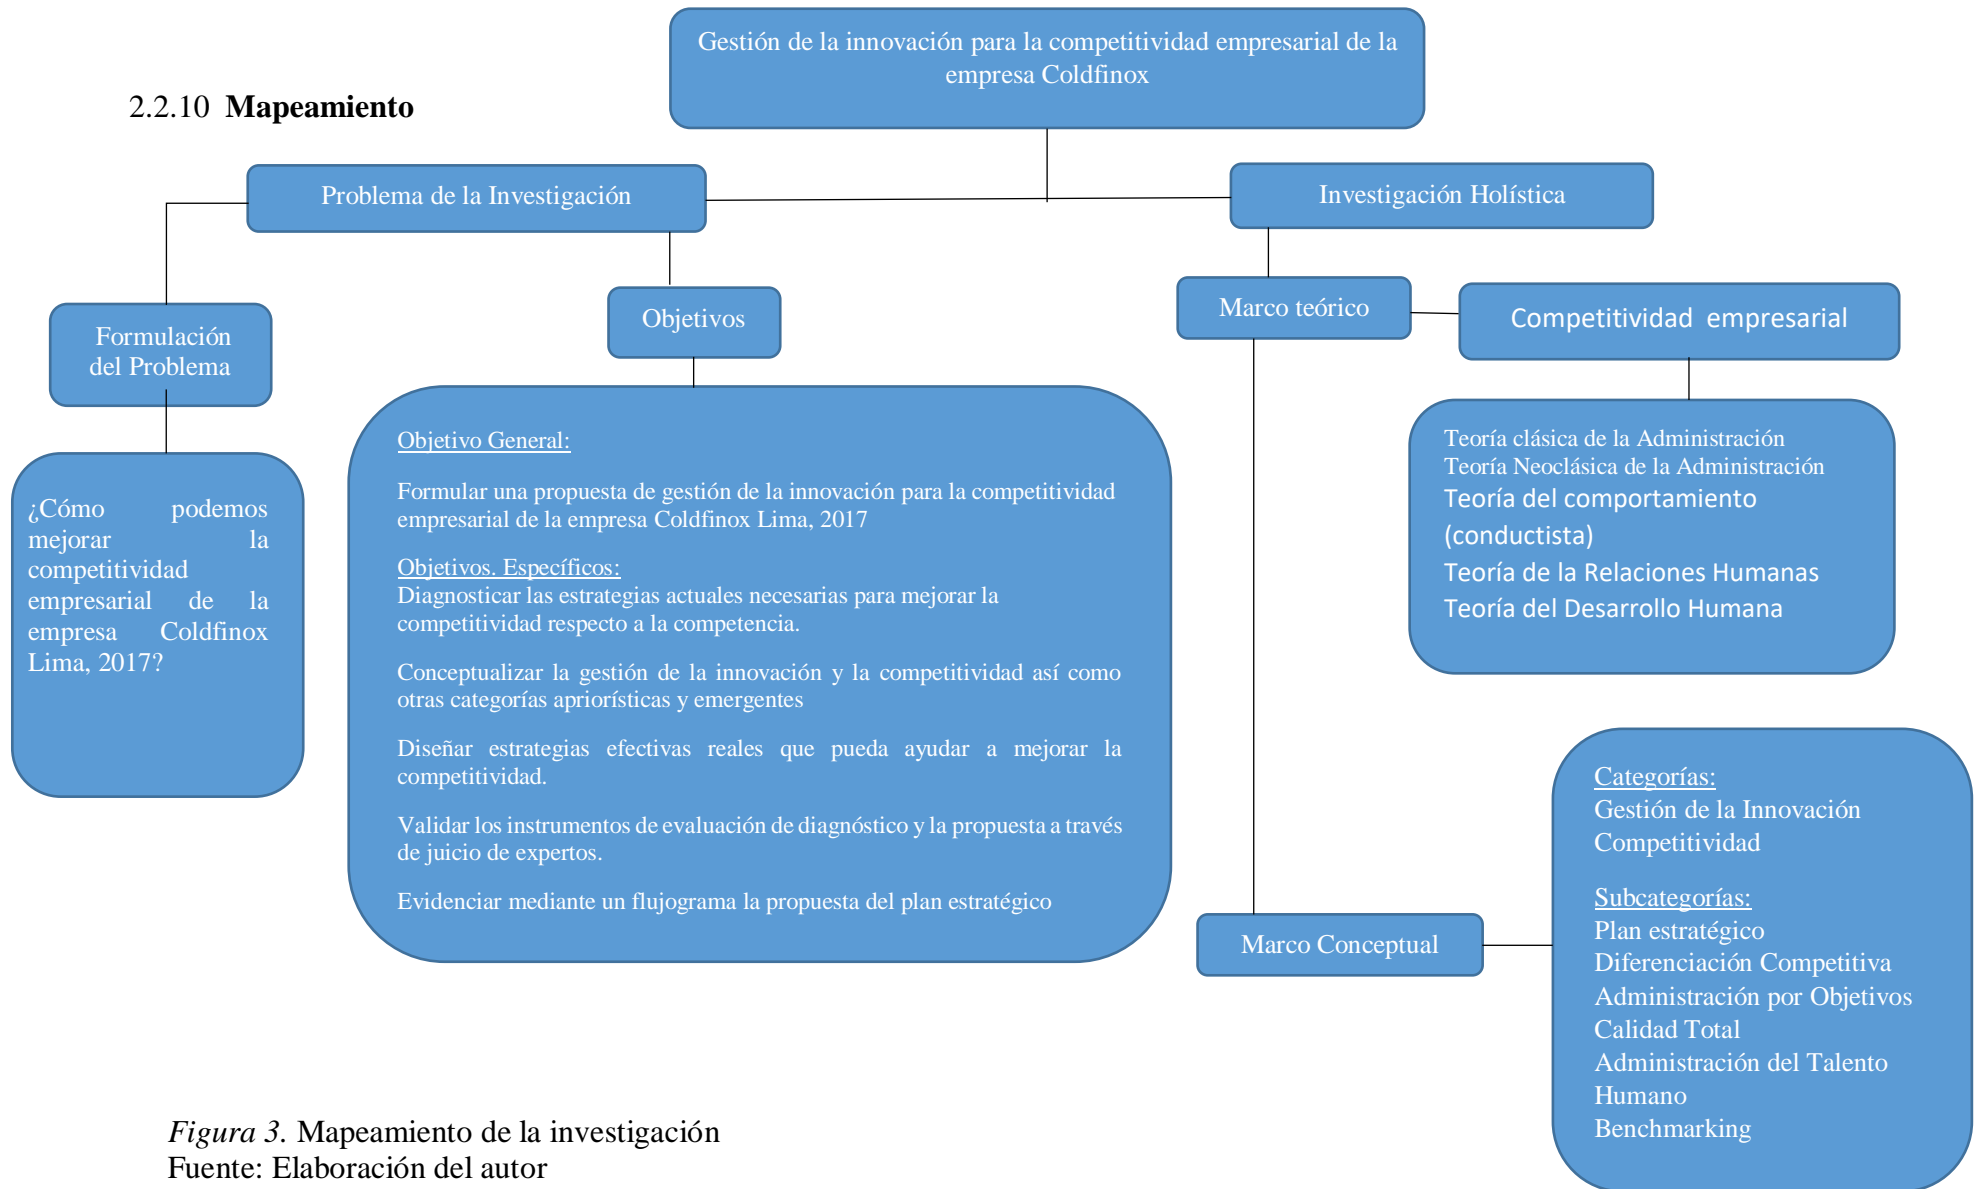 Gestión de la innovación para la competitividad empresarial de la
empresa Coldfinox
2.2.10 Mapeamiento
Problema de la Investigación
Investigación Holística
Formulación
del Problema
Objetivos
Marco teórico
Competitividad empresarial
¿Cómo podemos
mejorar la
competitividad
empresarial de la
empresa Coldfinox
Lima, 2017?
Objetivo General:
Formular una propuesta de gestión de la innovación para la competitividad
empresarial de la empresa Coldfinox Lima, 2017
Objetivos. Específicos:
Diagnosticar las estrategias actuales necesarias para mejorar la
competitividad respecto a la competencia.
Conceptualizar la gestión de la innovación y la competitividad así como
otras categorías apriorísticas y emergentes
Diseñar estrategias efectivas reales que pueda ayudar a mejorar la
competitividad.
Validar los instrumentos de evaluación de diagnóstico y la propuesta a través
de juicio de expertos.
Evidenciar mediante un flujograma la propuesta del plan estratégico
Teoría clásica de la Administración
Teoría Neoclásica de la Administración
Teoría del comportamiento
(conductista)
Teoría de la Relaciones Humanas
Teoría del Desarrollo Humana
Marco Conceptual
Categorías:
Gestión de la Innovación
Competitividad
Subcategorías:
Plan estratégico
Diferenciación Competitiva
Administración por Objetivos
Calidad Total
Administración del Talento
Humano
Benchmarking
Figura 3. Mapeamiento de la investigación
Fuente: Elaboración del autor